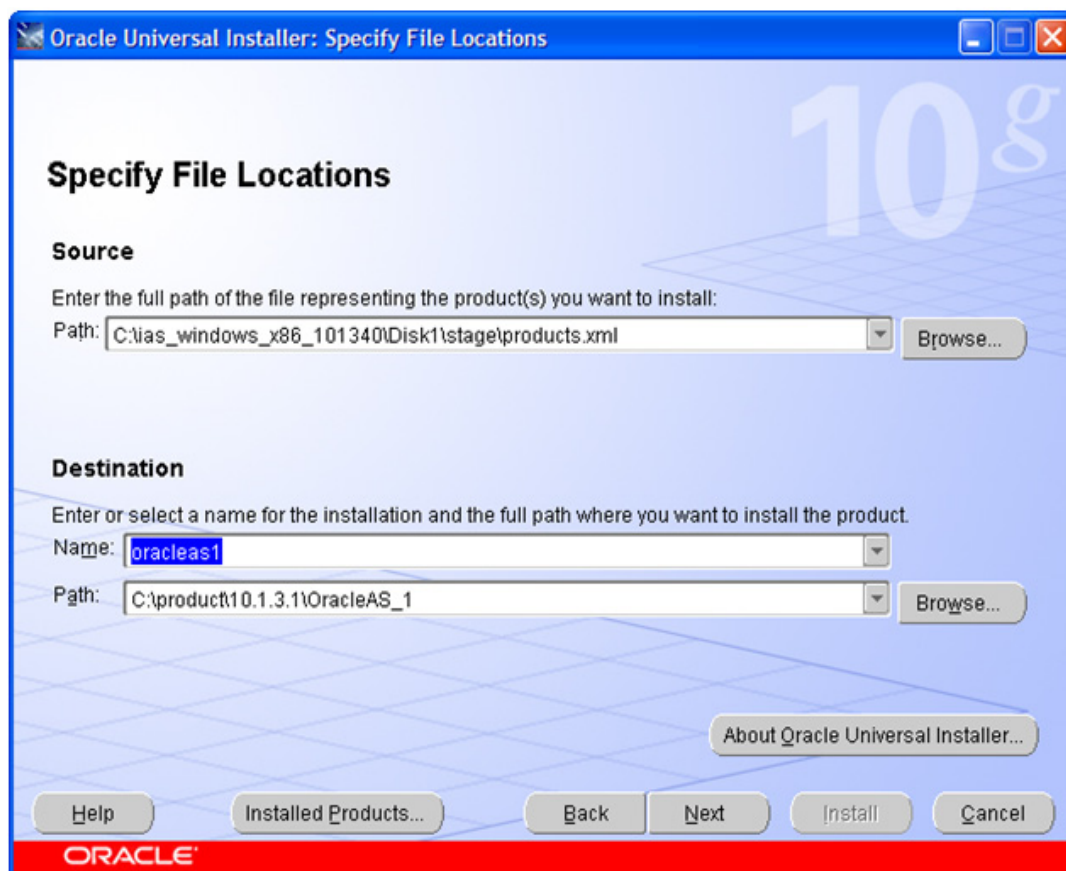 Oracle Universal Installer: Specify File Locations
10g
Specify File Locations
Source
Enter the full path of the file representing the product(s) you want to install:
Path: C:\ias_windows_x86_101340\Disk1\stage\products.xml Browse...
Destination
Enter or select a name for the installation and the full path where you want to install the product.
Name: oracleas1
Path: C:\product\10.1.3.1\OracleAS_1 Browse...
About Oracle Universal Installer...
Help Installed Products... Back Next Install Cancel
ORACLE